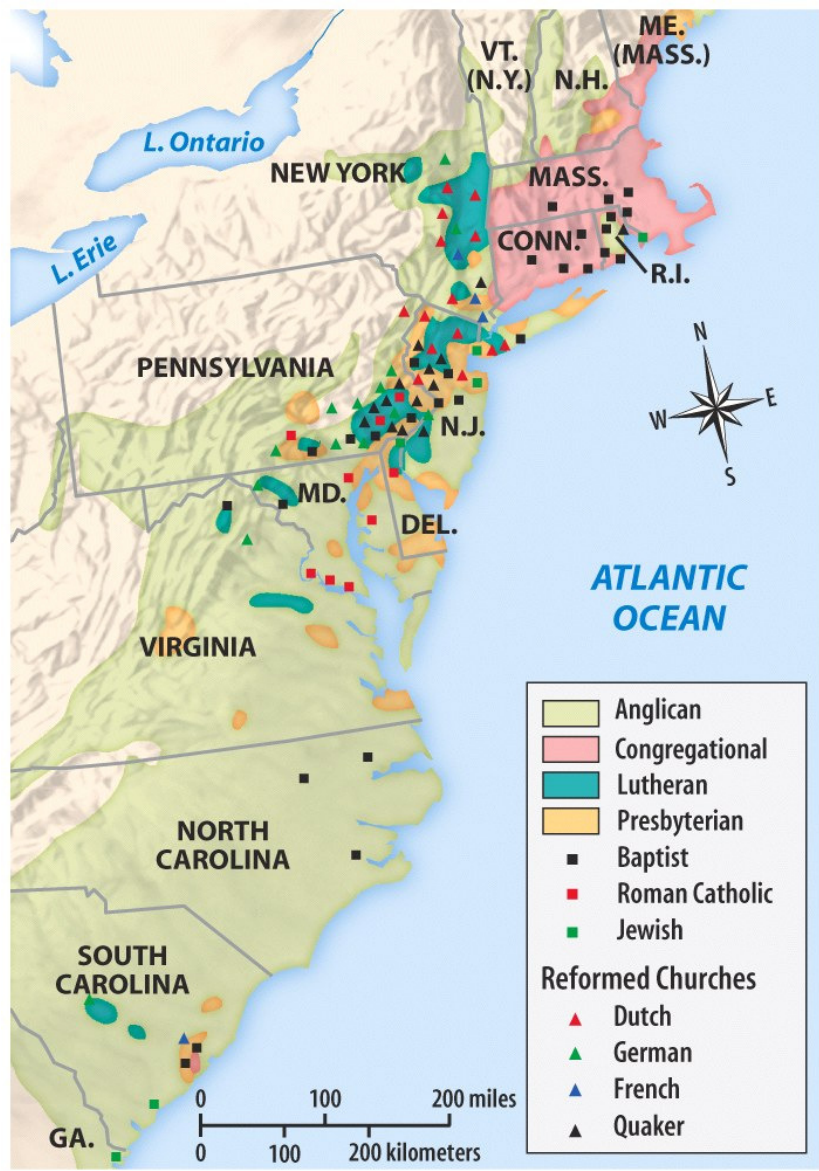 ME.
(MASS.)
VT.
(N.Y.)
N.H.
L. Ontario
NEW YORK
MASS.
CONN.
L. Erie
R.I.
PENNSYLVANIA
N.J.
MD.
DEL.
VIRGINIA
NORTH
CAROLINA
SOUTH
CAROLINA
GA.
N
E
W
S
ATLANTIC
OCEAN
Anglican
Congregational
Lutheran
Presbyterian
Baptist
Roman Catholic
Jewish
Reformed Churches
Dutch
German
French
Quaker
0 100 200 miles
0 100 200 kilometers